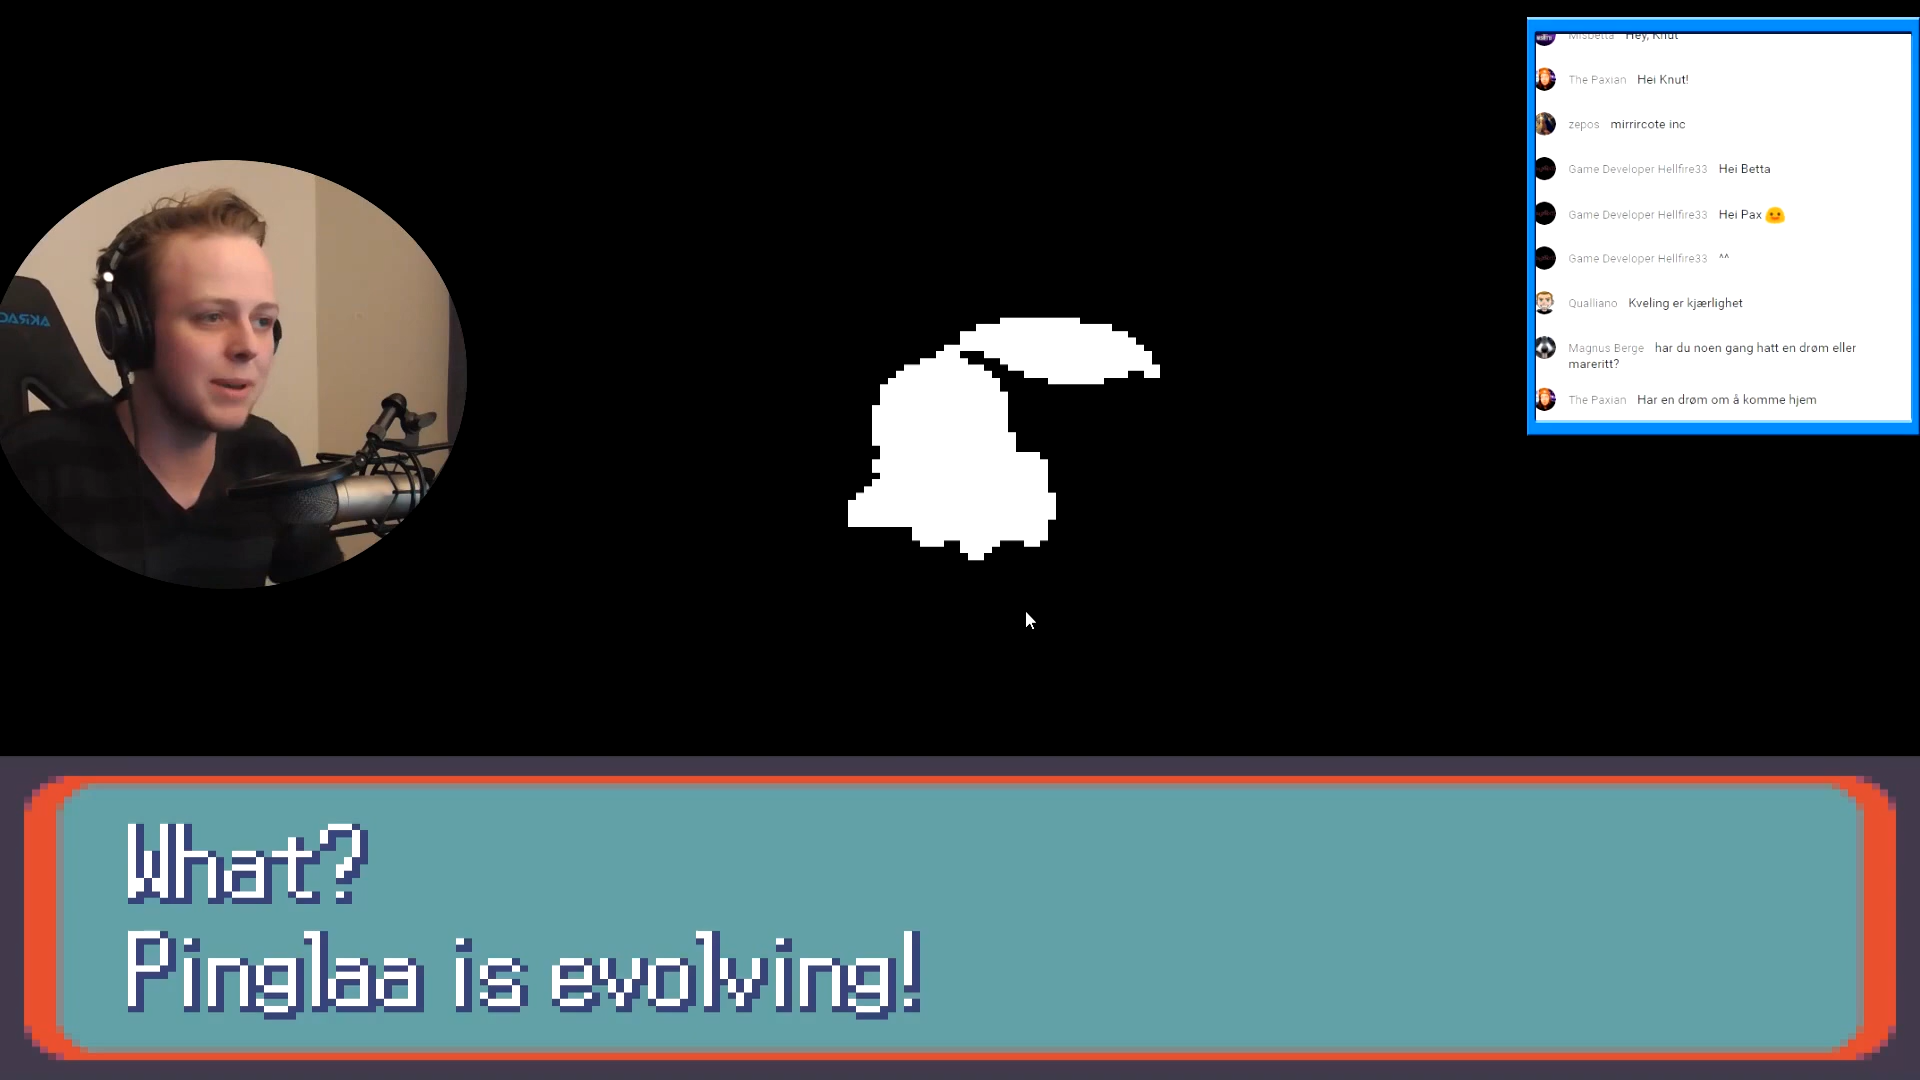 Misbetta Hey, Knut
The Paxian Hei Knut!
zepos mirrircote inc
Game Developer Hellfire33 Hei Betta
Game Developer Hellfire33 Hei Pax
Game Developer Hellfire33 ^^
Qualliano Kveling er kjærlighet
Magnus Berge har du noen gang hatt en drøm eller
mareritt?
The Paxian Har en drøm om å komme hjem
AKRAC
What?
Pinglaa is evolving!